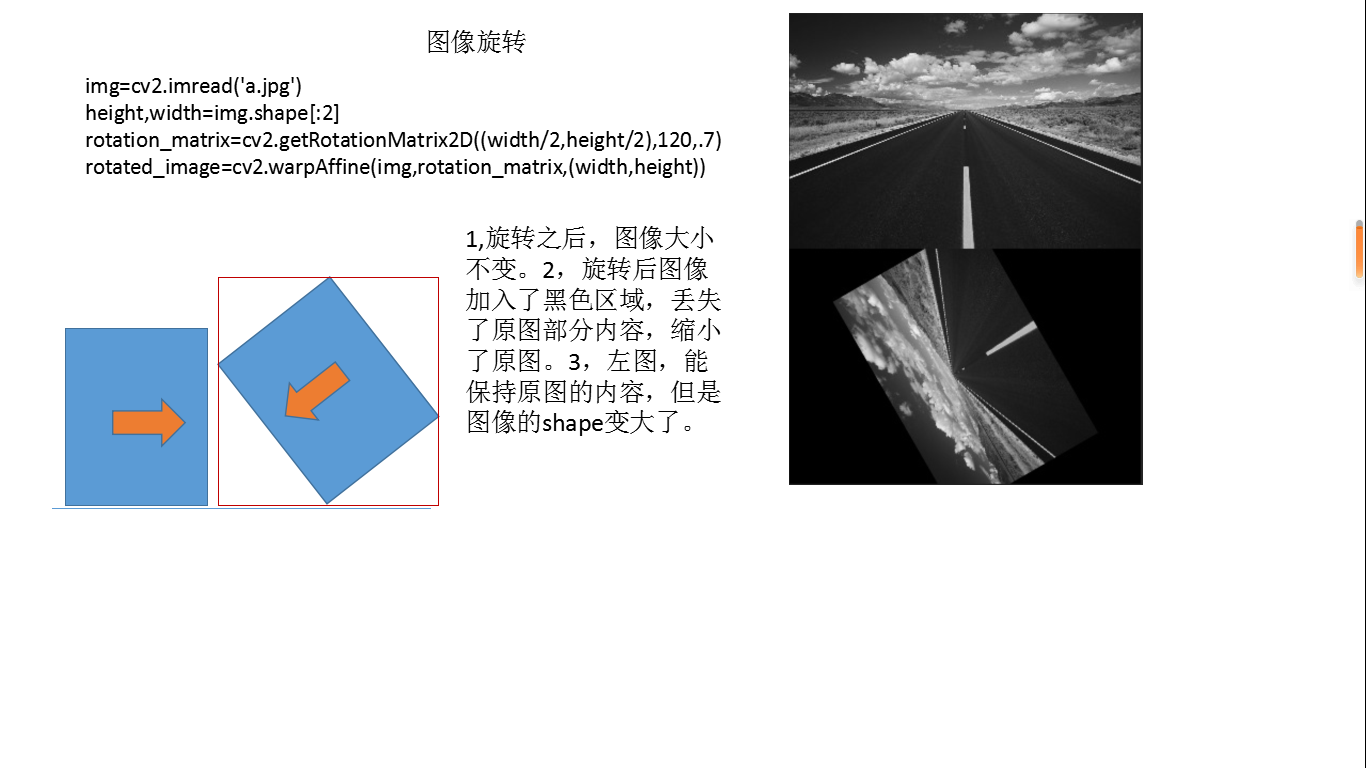 图像旋转
img=cv2.imread('a.jpg')
height,width=img.shape[:2]
rotation_matrix=cv2.getRotationMatrix2D((width/2,height/2),120,.7)
rotated_image=cv2.warpAffine(img,rotation_matrix,(width,height))
1,旋转之后，图像大小
不变。2，旋转后图像
加入了黑色区域，丢失
了原图部分内容，缩小
了原图。3，左图，能
保持原图的内容，但是
图像的shape变大了。